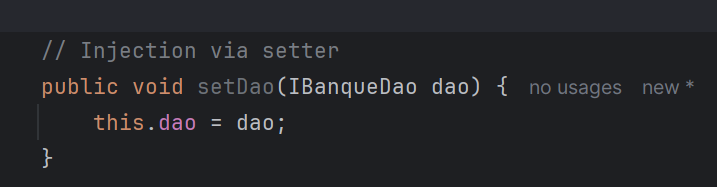 // Injection via setter
public void setDao(IBanqueDao dao) { no usages new *
this.dao = dao;
}